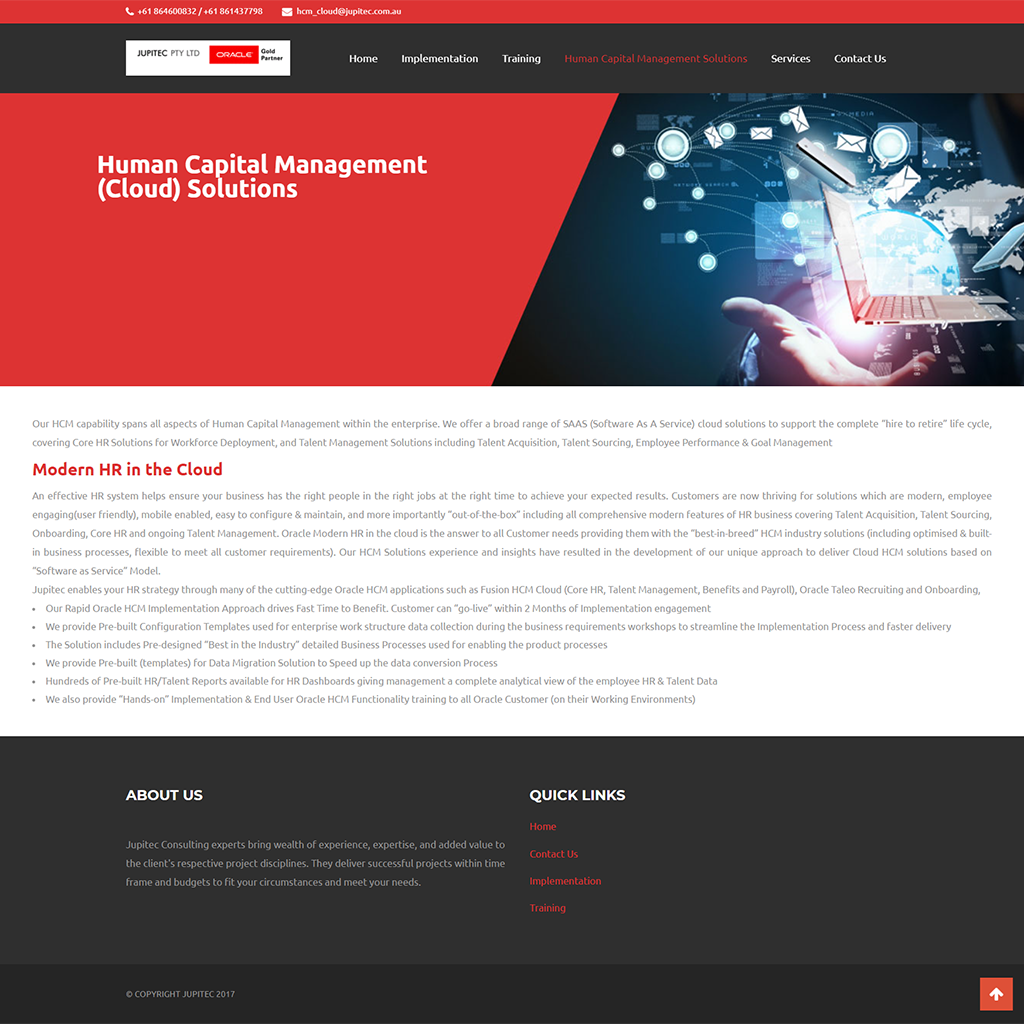 +61 864600832 / +61 861437798 hcm_cloud@jupitec.com.au
JUPITEC PTY LTD ORACLE Gold Partner
Home Implementation Training Human Capital Management Solutions Services Contact Us
Human Capital Management
(Cloud) Solutions
Our HCM capability spans all aspects of Human Capital Management within the enterprise. We offer a broad range of SAAS (Software As A Service) cloud solutions to support the complete “hire to retire” life cycle,
covering Core HR Solutions for Workforce Deployment, and Talent Management Solutions including Talent Acquisition, Talent Sourcing, Employee Performance & Goal Management
Modern HR in the Cloud
An effective HR system helps ensure your business has the right people in the right jobs at the right time to achieve your expected results. Customers are now thriving for solutions which are modern, employee
engaging(user friendly), mobile enabled, easy to configure & maintain, and more importantly “out-of-the-box” including all comprehensive modern features of HR business covering Talent Acquisition, Talent Sourcing,
Onboarding, Core HR and ongoing Talent Management. Oracle Modern HR in the cloud is the answer to all Customer needs providing them with the “best-in-breed” HCM industry solutions (including optimised & built-
in business processes, flexible to meet all customer requirements). Our HCM Solutions experience and insights have resulted in the development of our unique approach to deliver Cloud HCM solutions based on
“Software as Service” Model.
Jupitec enables your HR strategy through many of the cutting-edge Oracle HCM applications such as Fusion HCM Cloud (Core HR, Talent Management, Benefits and Payroll), Oracle Taleo Recruiting and Onboarding,
• Our Rapid Oracle HCM Implementation Approach drives Fast Time to Benefit. Customer can “go-live” within 2 Months of Implementation engagement
• We provide Pre-built Configuration Templates used for enterprise work structure data collection during the business requirements workshops to streamline the Implementation Process and faster delivery
• The Solution includes Pre-designed “Best in the Industry” detailed Business Processes used for enabling the product processes
• We provide Pre-built (templates) for Data Migration Solution to Speed up the data conversion Process
• Hundreds of Pre-built HR/Talent Reports available for HR Dashboards giving management a complete analytical view of the employee HR & Talent Data
• We also provide “Hands-on” Implementation & End User Oracle HCM Functionality training to all Oracle Customer (on their Working Environments)
ABOUT US
Jupitec Consulting experts bring wealth of experience, expertise, and added value to
the client's respective project disciplines. They deliver successful projects within time
frame and budgets to fit your circumstances and meet your needs.
QUICK LINKS
Home
Contact Us
Implementation
Training
© COPYRIGHT JUPITEC 2017